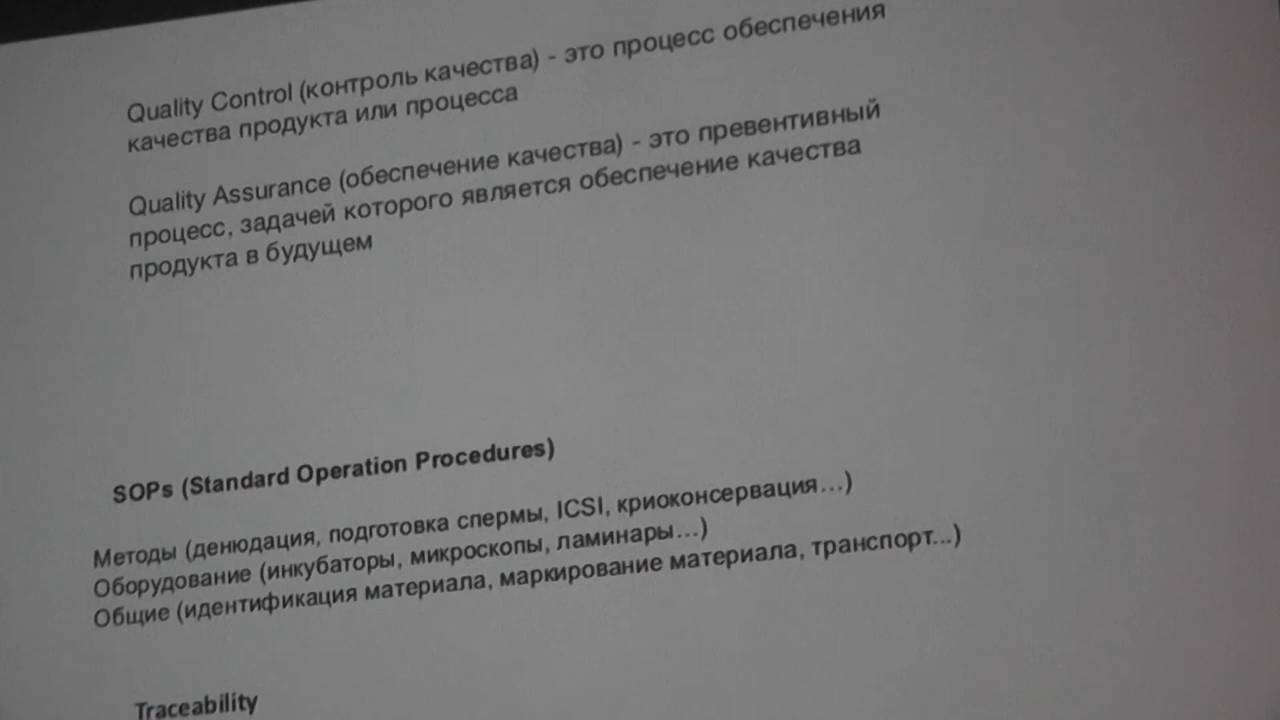 Quality Control (контроль качества) - это процесс обеспечения
качества продукта или процесса
Quality Assurance (обеспечение качества) - это превентивный
процесс, задачей которого является обеспечение качества
продукта в будущем
SOPs (Standard Operation Procedures)
Методы (денюдация, подготовка спермы, ICSI, криоконсервация...)
Оборудование (инкубаторы, микроскопы, ламинары...)
Общие (идентификация материала, маркирование материала, транспорт...)
Traceability